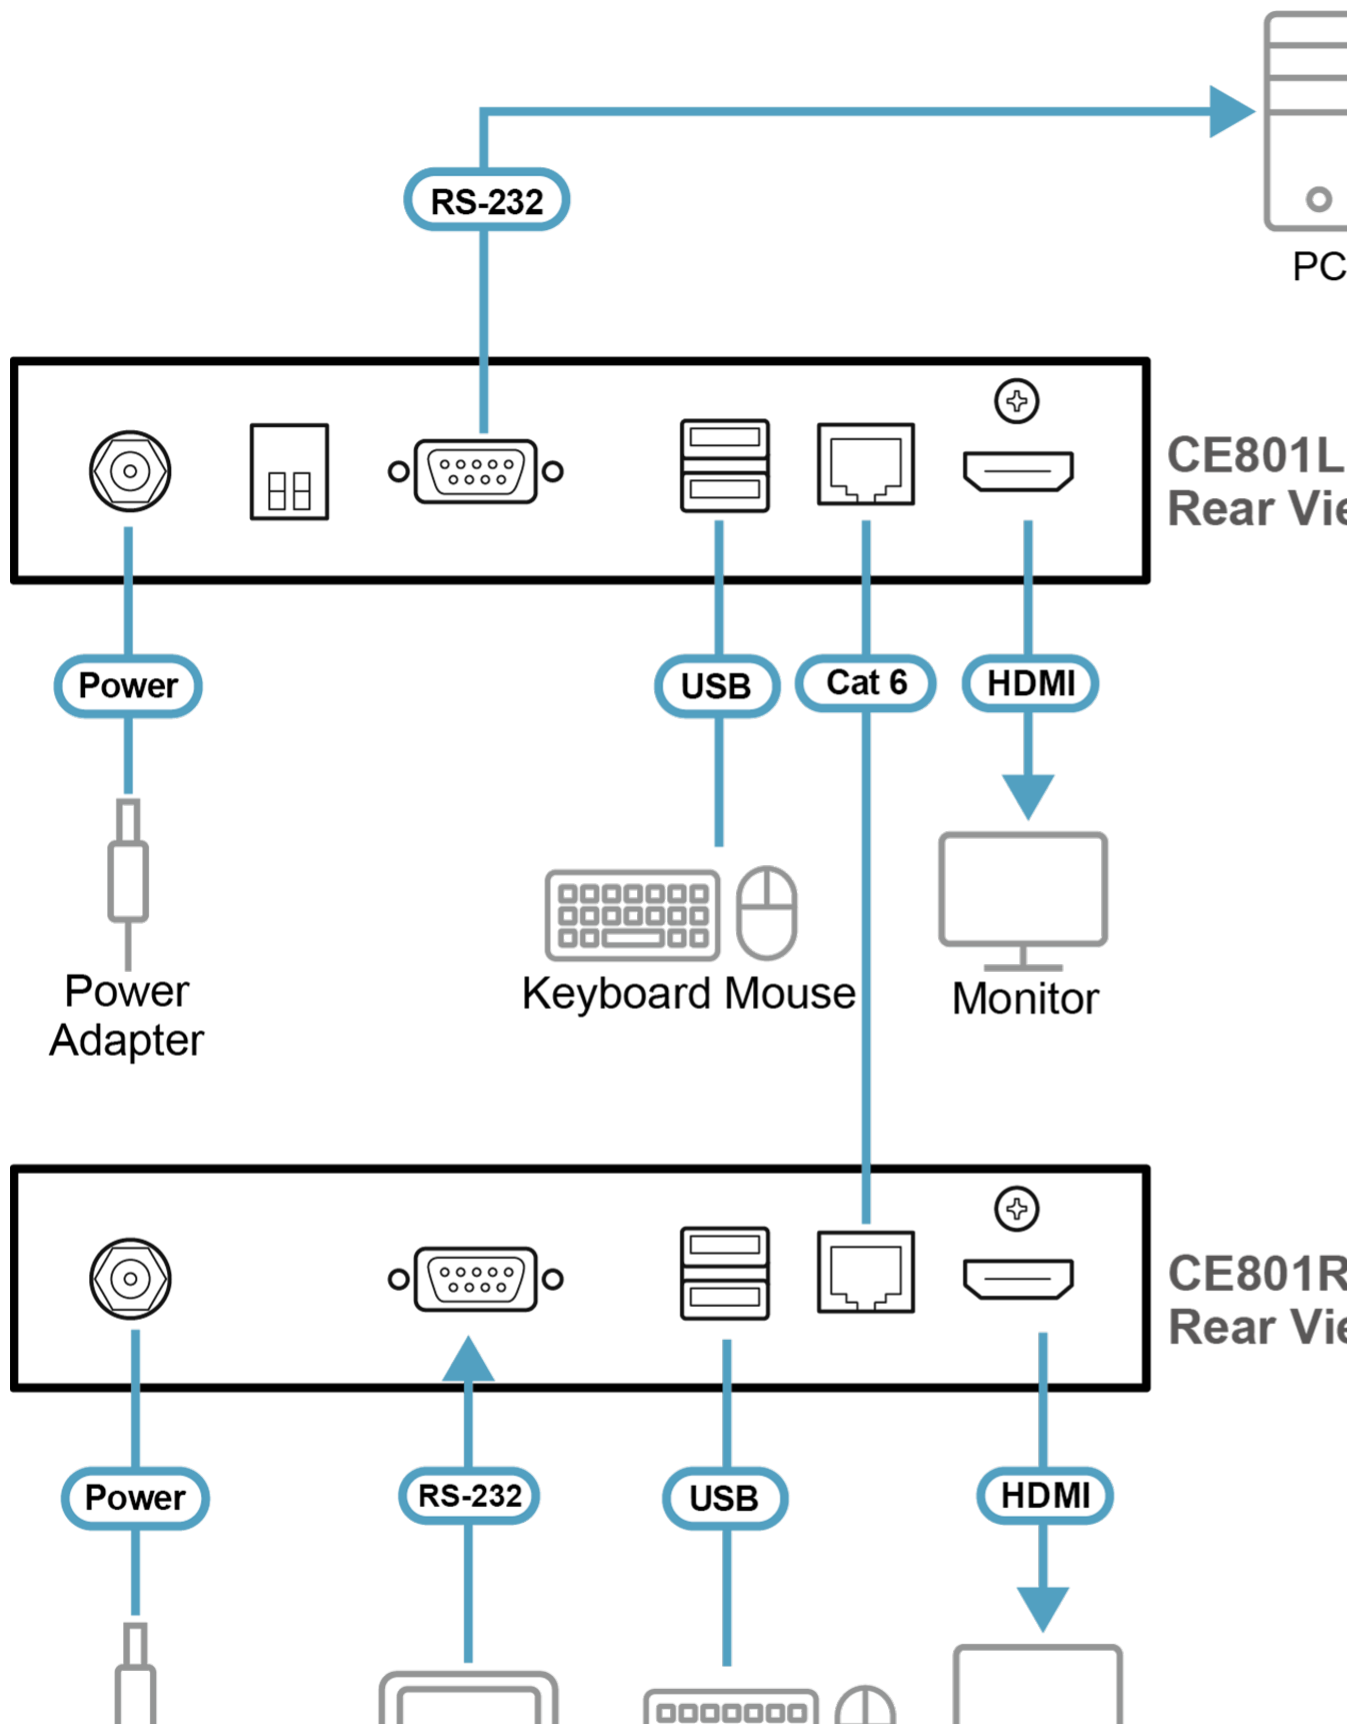 RS-232
PC
CE801L
Rear Vie
Power
USB
Cat 6
HDMI
Power
Adapter
Keyboard Mouse
Monitor
CE801R
Rear Vie
Power
RS-232
USB
HDMI